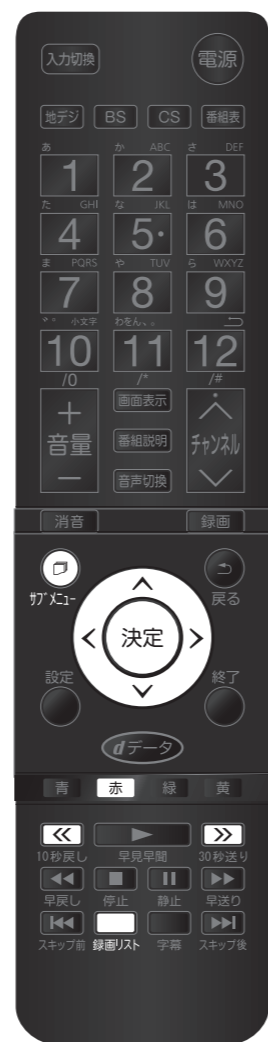 入力切換 電源
地デジ BS CS 番組表
あ か ABC さ DEF
1 2 3
た GHI な JKL は MNO
4 5・ 6
ま PQRS や TUV ら WXYZ
7 8 9
゛゜ 小文字 わをん、。
10 11 12
/0 /* /#
+ 画面表示
音量 番組説明 チャンネル
− 音声切換
消音 録画
サブメニュー 戻る
決定
設定 終了
dデータ
青 赤 緑 黄
10秒戻し 早見早聞 30秒送り
早戻し 停止 静止 早送り
スキップ前 録画リスト 字幕 スキップ後